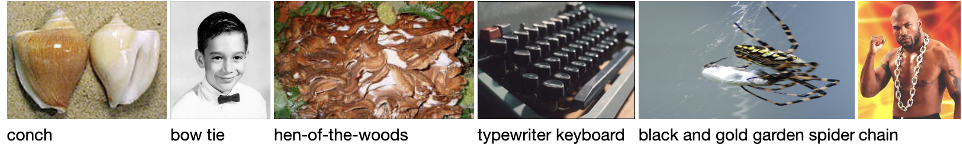 conch
bow tie
hen-of-the-woods
typewriter keyboard
black and gold garden spider
chain